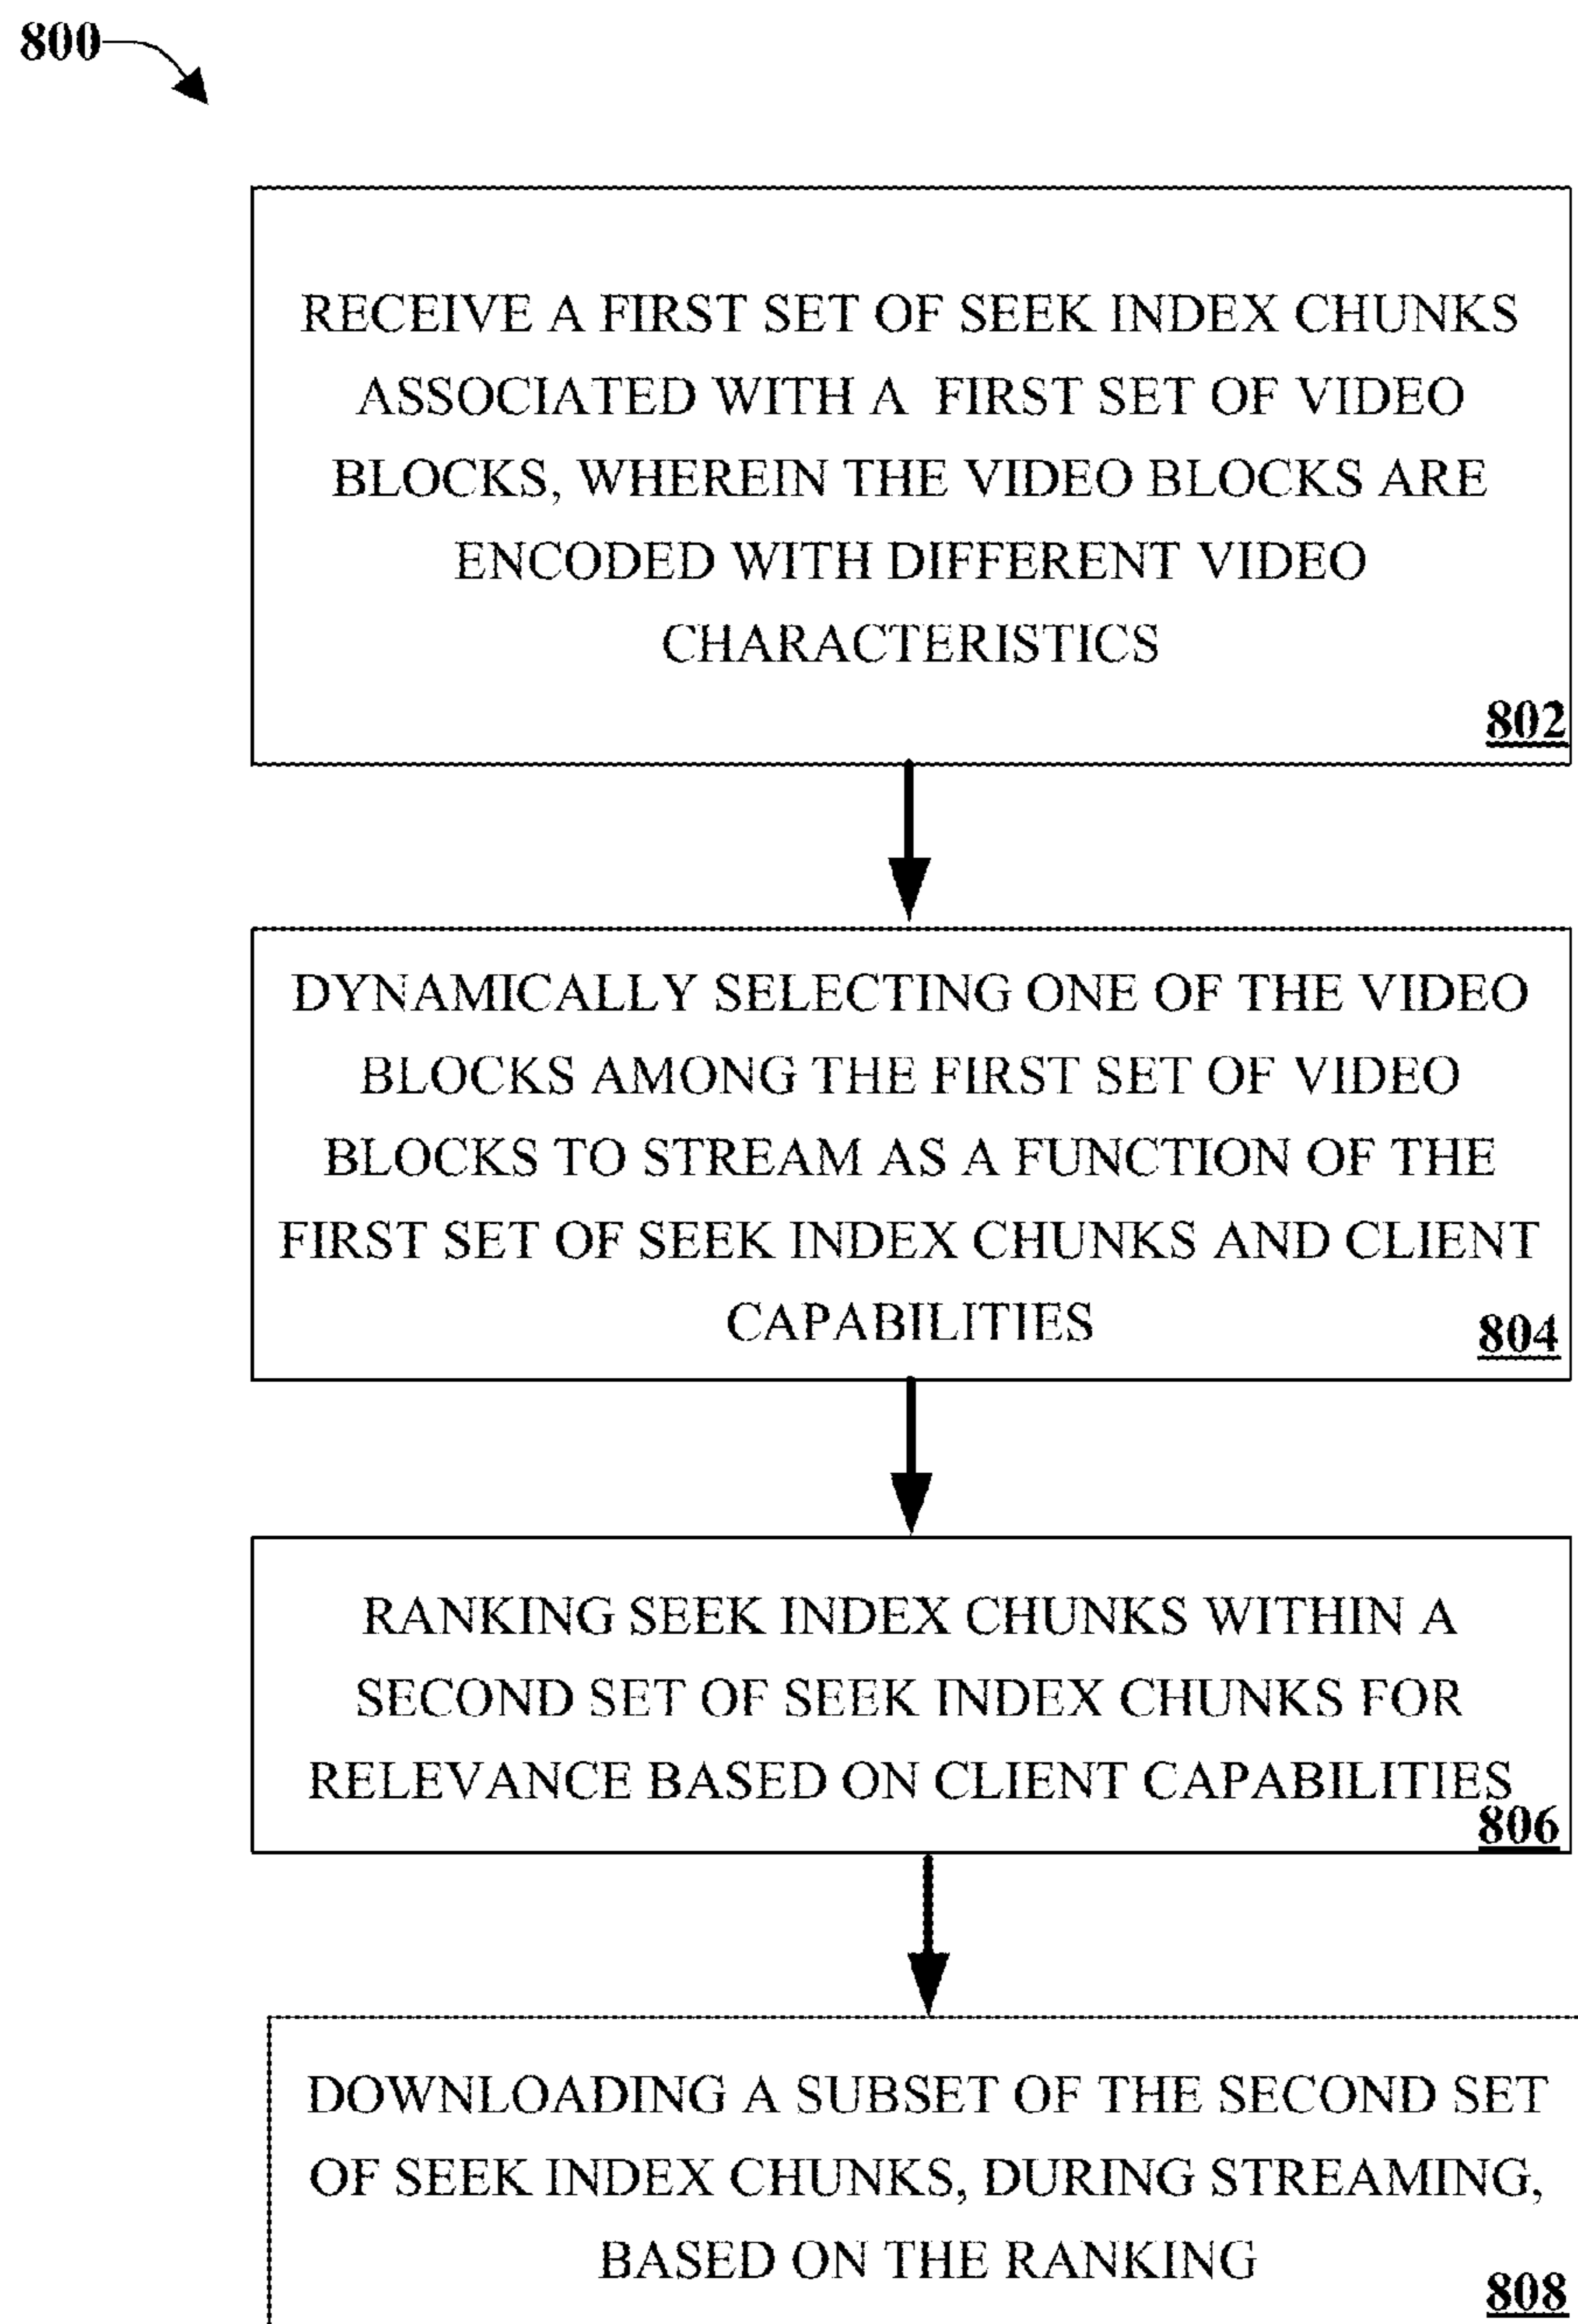 800
RECEIVE A FIRST SET OF SEEK INDEX CHUNKS
ASSOCIATED WITH A FIRST SET OF VIDEO
BLOCKS, WHEREIN THE VIDEO BLOCKS ARE
ENCODED WITH DIFFERENT VIDEO
CHARACTERISTICS
802
DYNAMICALLY SELECTING ONE OF THE VIDEO
BLOCKS AMONG THE FIRST SET OF VIDEO
BLOCKS TO STREAM AS A FUNCTION OF THE
FIRST SET OF SEEK INDEX CHUNKS AND CLIENT
CAPABILITIES
804
RANKING SEEK INDEX CHUNKS WITHIN A
SECOND SET OF SEEK INDEX CHUNKS FOR
RELEVANCE BASED ON CLIENT CAPABILITIES
806
DOWNLOADING A SUBSET OF THE SECOND SET
OF SEEK INDEX CHUNKS, DURING STREAMING,
BASED ON THE RANKING
808